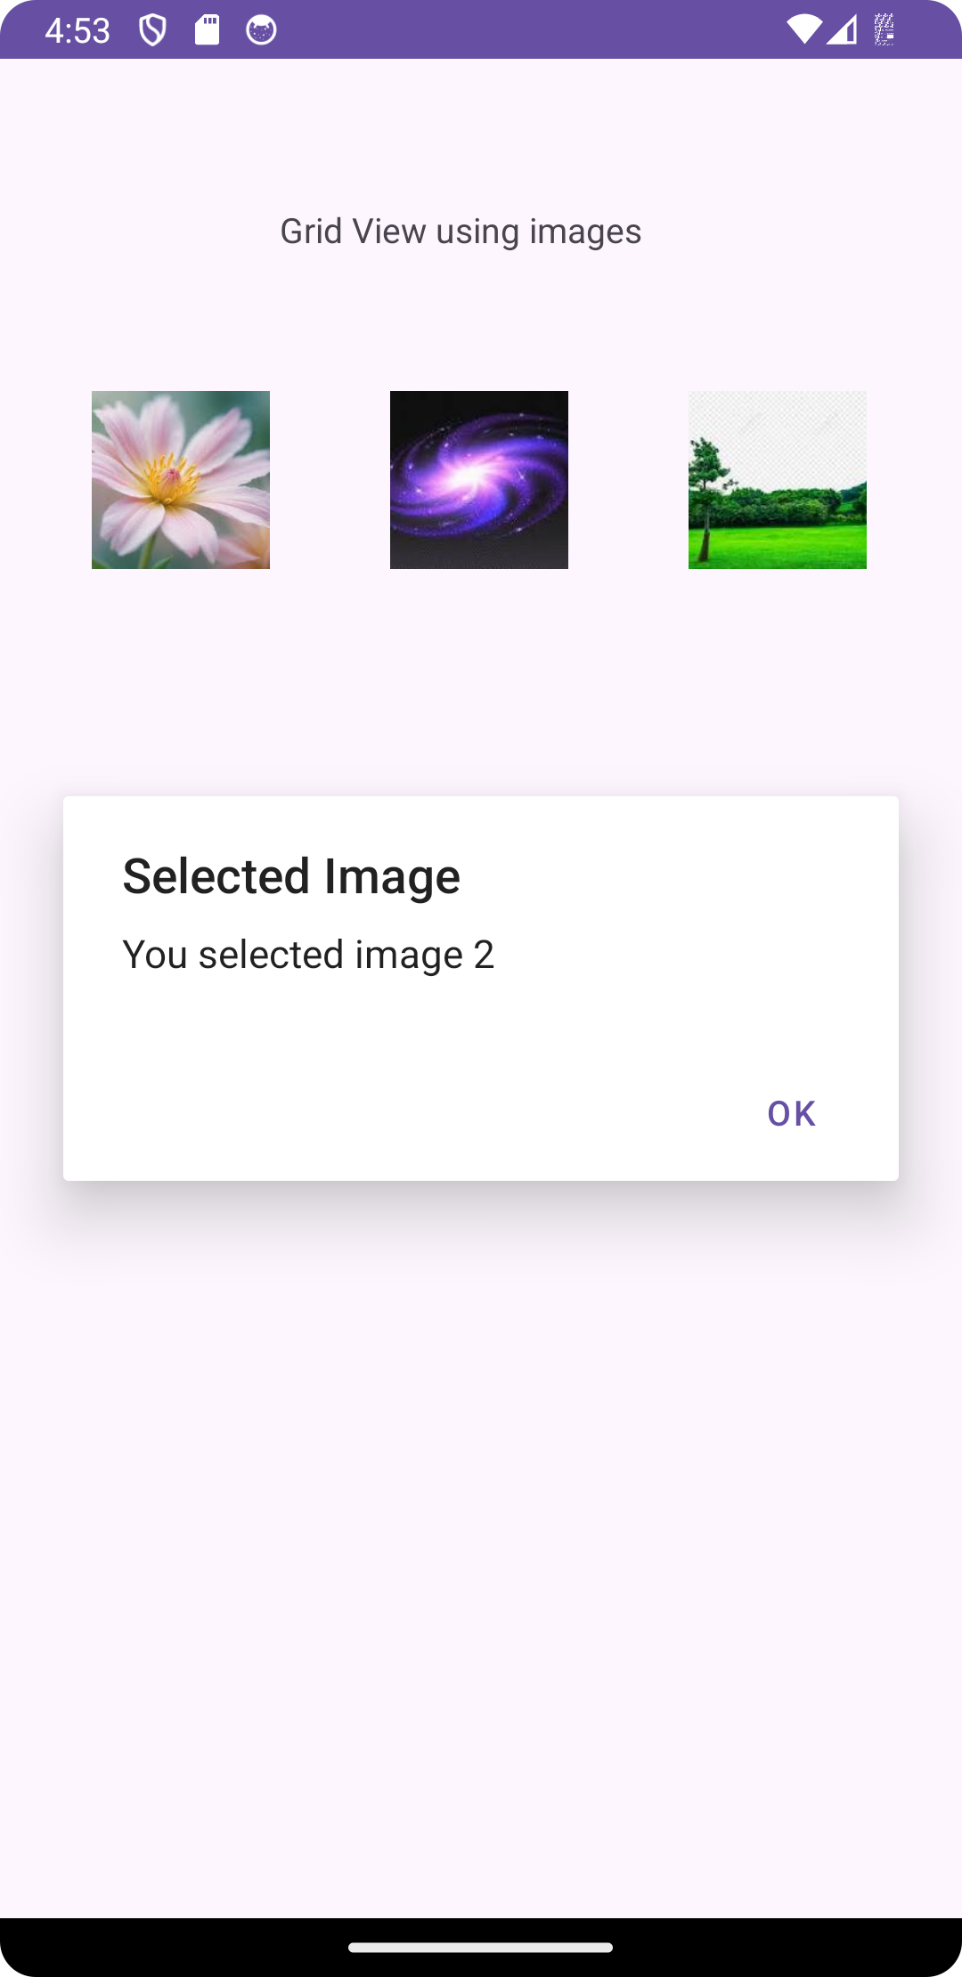 4:53
Grid View using images
Selected Image
You selected image 2
OK